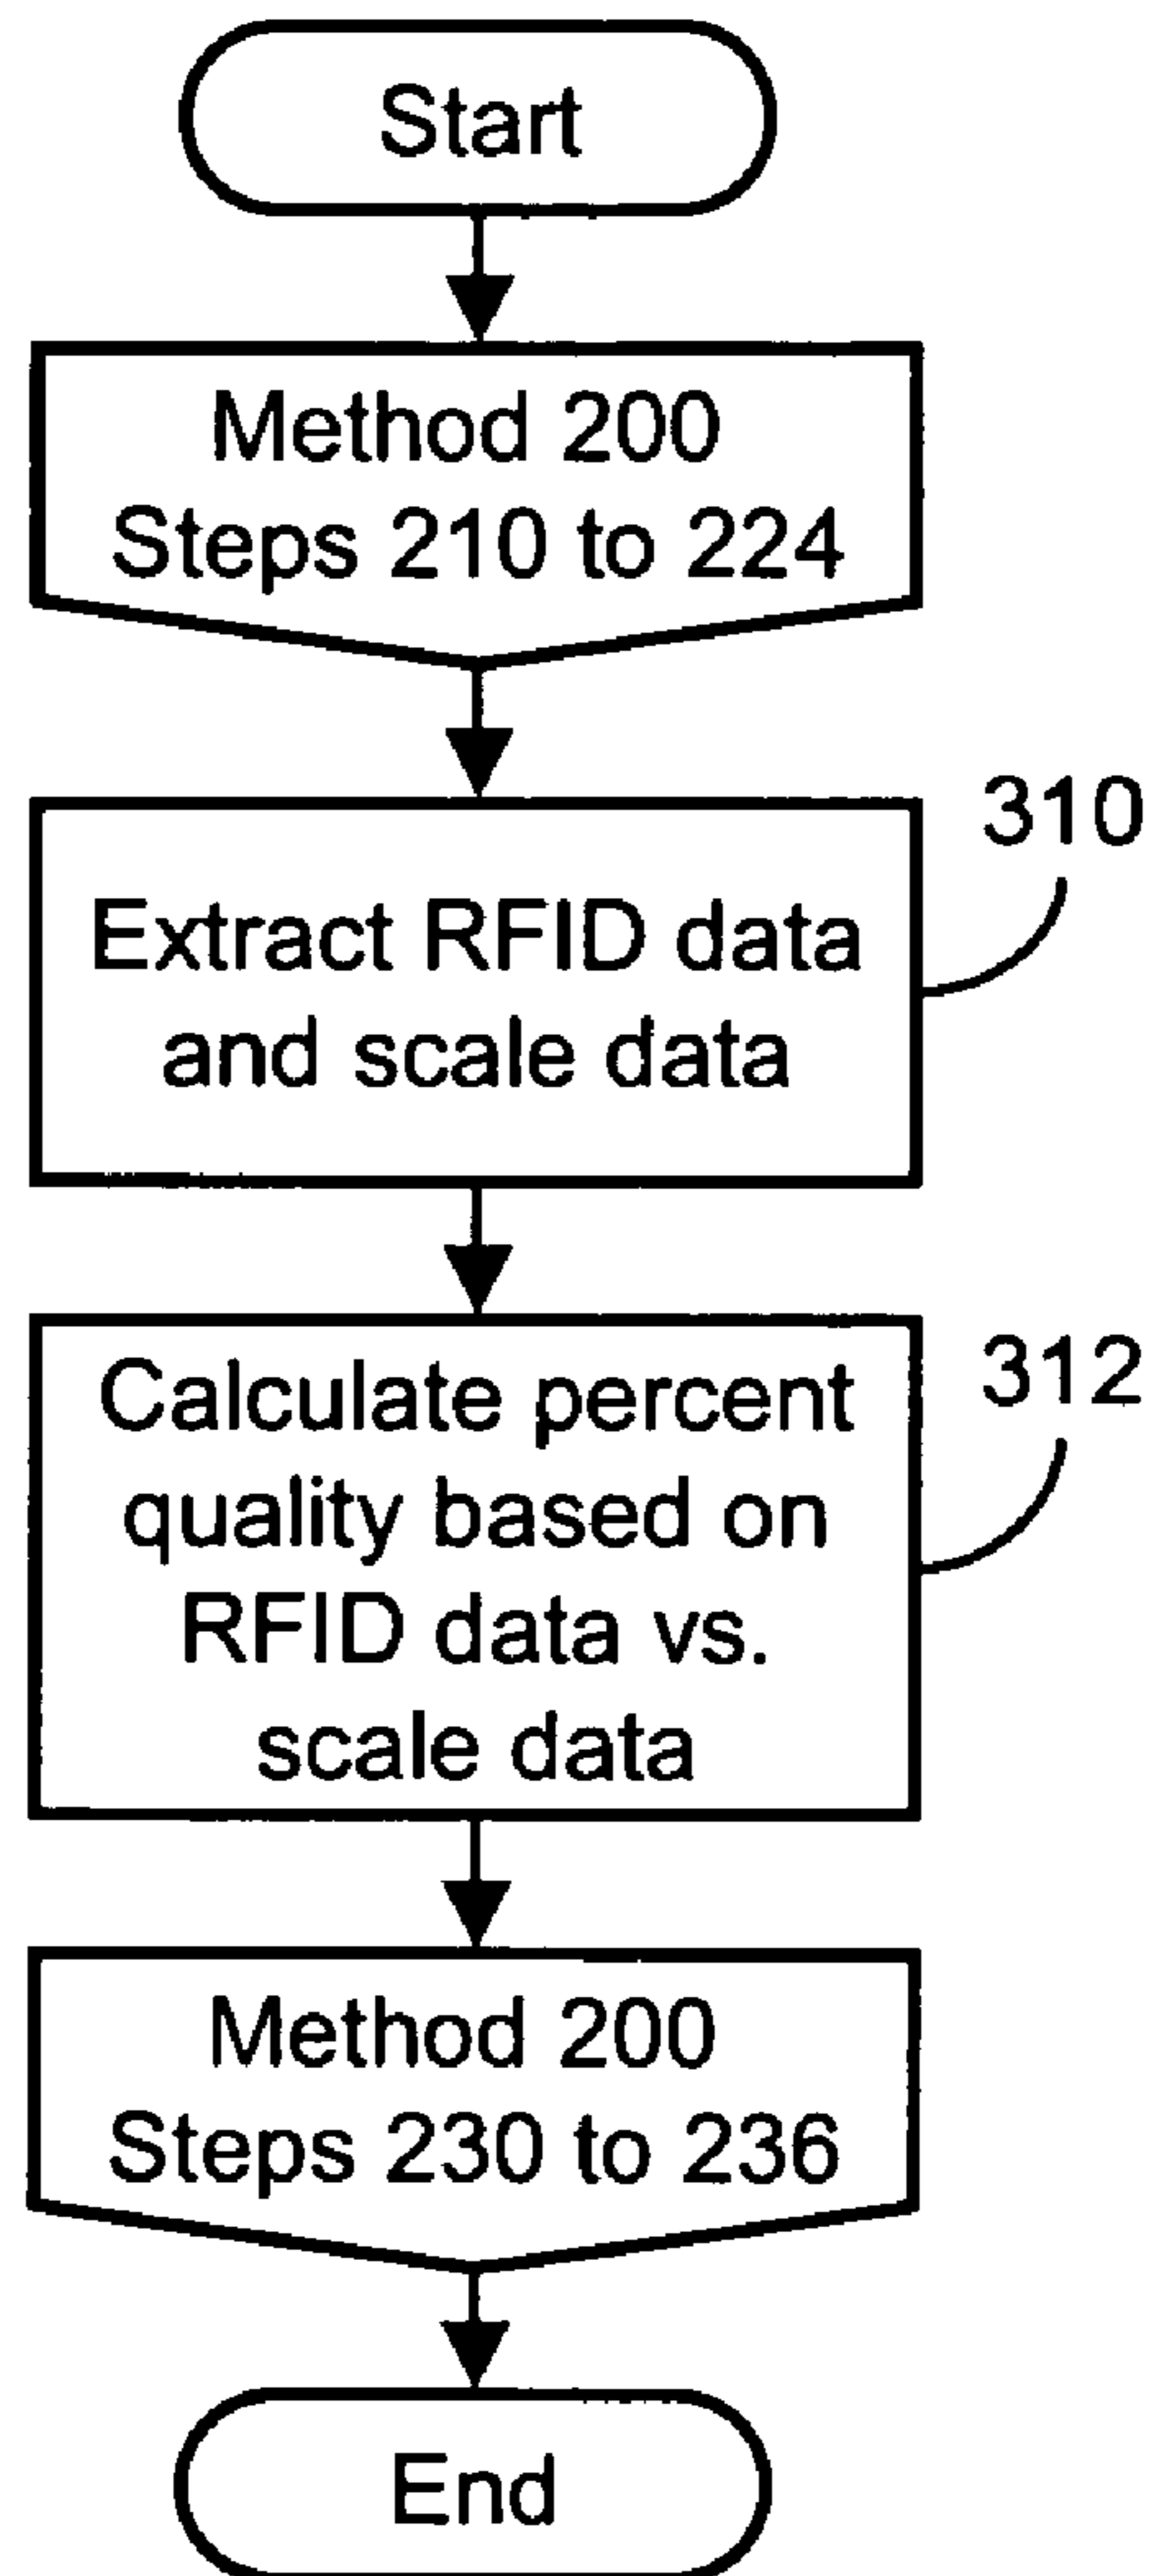 Start
Method 200
Steps 210 to 224
310
Extract RFID data
and scale data
312
Calculate percent
quality based on
RFID data vs.
scale data
Method 200
Steps 230 to 236
End